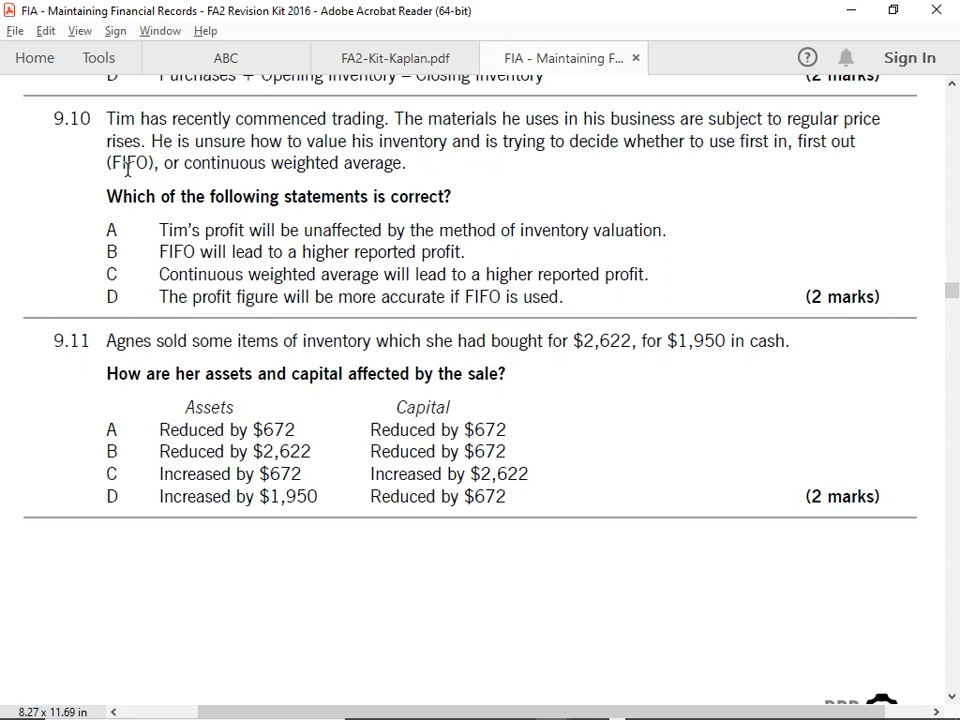 FIA - Maintaining Financial Records - FA2 Revision Kit 2016 - Adobe Acrobat Reader (64-bit)
File Edit View Sign Window Help
Home Tools ABC FA2-Kit-Kaplan.pdf FIA - Maintaining F... × ? Sign In
D Purchases + Opening inventory – Closing inventory (2 marks)
9.10 Tim has recently commenced trading. The materials he uses in his business are subject to regular price
rises. He is unsure how to value his inventory and is trying to decide whether to use first in, first out
(FIFO), or continuous weighted average.
Which of the following statements is correct?
A Tim's profit will be unaffected by the method of inventory valuation.
B FIFO will lead to a higher reported profit.
C Continuous weighted average will lead to a higher reported profit.
D The profit figure will be more accurate if FIFO is used. (2 marks)
9.11 Agnes sold some items of inventory which she had bought for $2,622, for $1,950 in cash.
How are her assets and capital affected by the sale?
Assets Capital
A Reduced by $672 Reduced by $672
B Reduced by $2,622 Reduced by $672
C Increased by $672 Increased by $2,622
D Increased by $1,950 Reduced by $672 (2 marks)
8.27 x 11.69 in